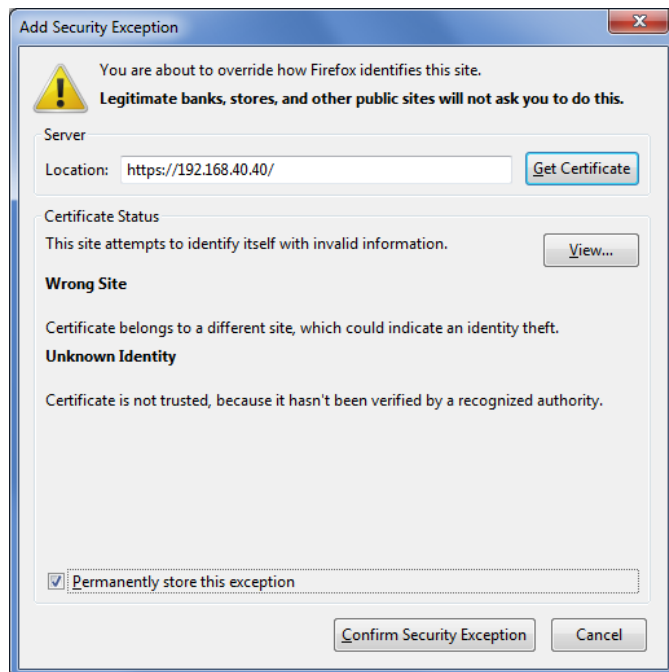 Add Security Exception
You are about to override how Firefox identifies this site.
Legitimate banks, stores, and other public sites will not ask you to do this.
Server
Location: https://192.168.40.40/ Get Certificate
Certificate Status
This site attempts to identify itself with invalid information.
View...
Wrong Site
Certificate belongs to a different site, which could indicate an identity theft.
Unknown Identity
Certificate is not trusted, because it hasn't been verified by a recognized authority.
Permanently store this exception
Confirm Security Exception Cancel